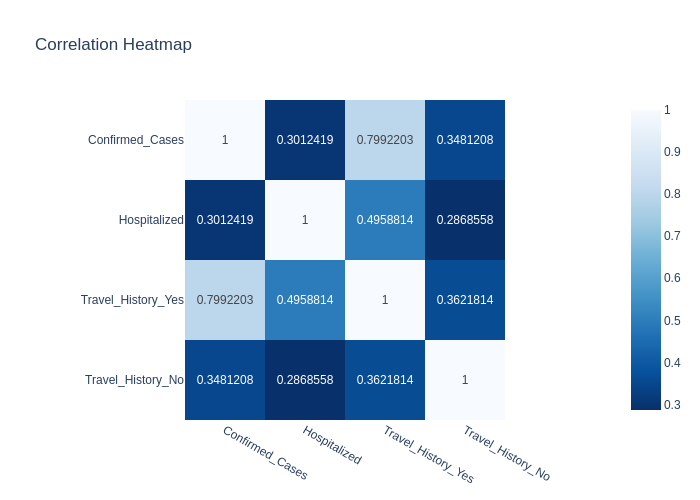 Correlation Heatmap
Confirmed_Cases 1 0.3012419 0.7992203 0.3481208
Hospitalized 0.3012419 1 0.4958814 0.2868558
Travel_History_Yes 0.7992203 0.4958814 1 0.3621814
Travel_History_No 0.3481208 0.2868558 0.3621814 1
Confirmed_Cases Hospitalized Travel_History_Yes Travel_History_No
1
0.9
0.8
0.7
0.6
0.5
0.4
0.3